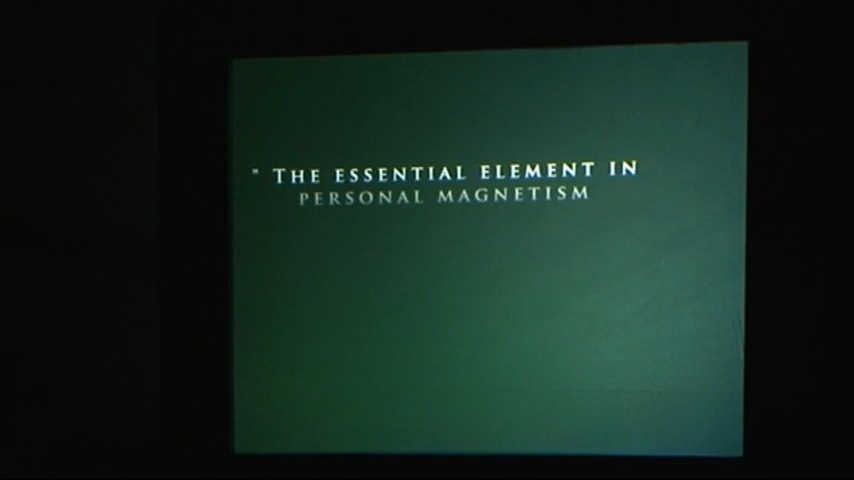 " The essential element in
personal magnetism